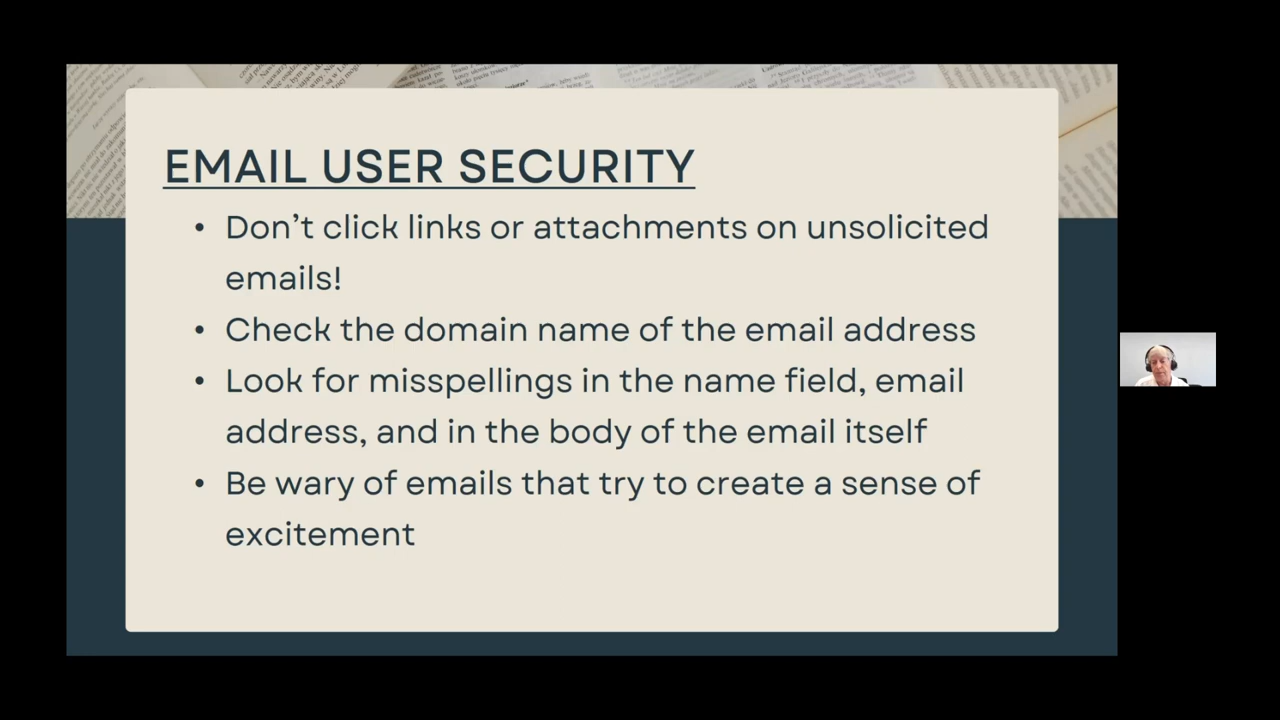 EMAIL USER SECURITY
• Don’t click links or attachments on unsolicited
emails!
• Check the domain name of the email address
• Look for misspellings in the name field, email
address, and in the body of the email itself
• Be wary of emails that try to create a sense of
excitement